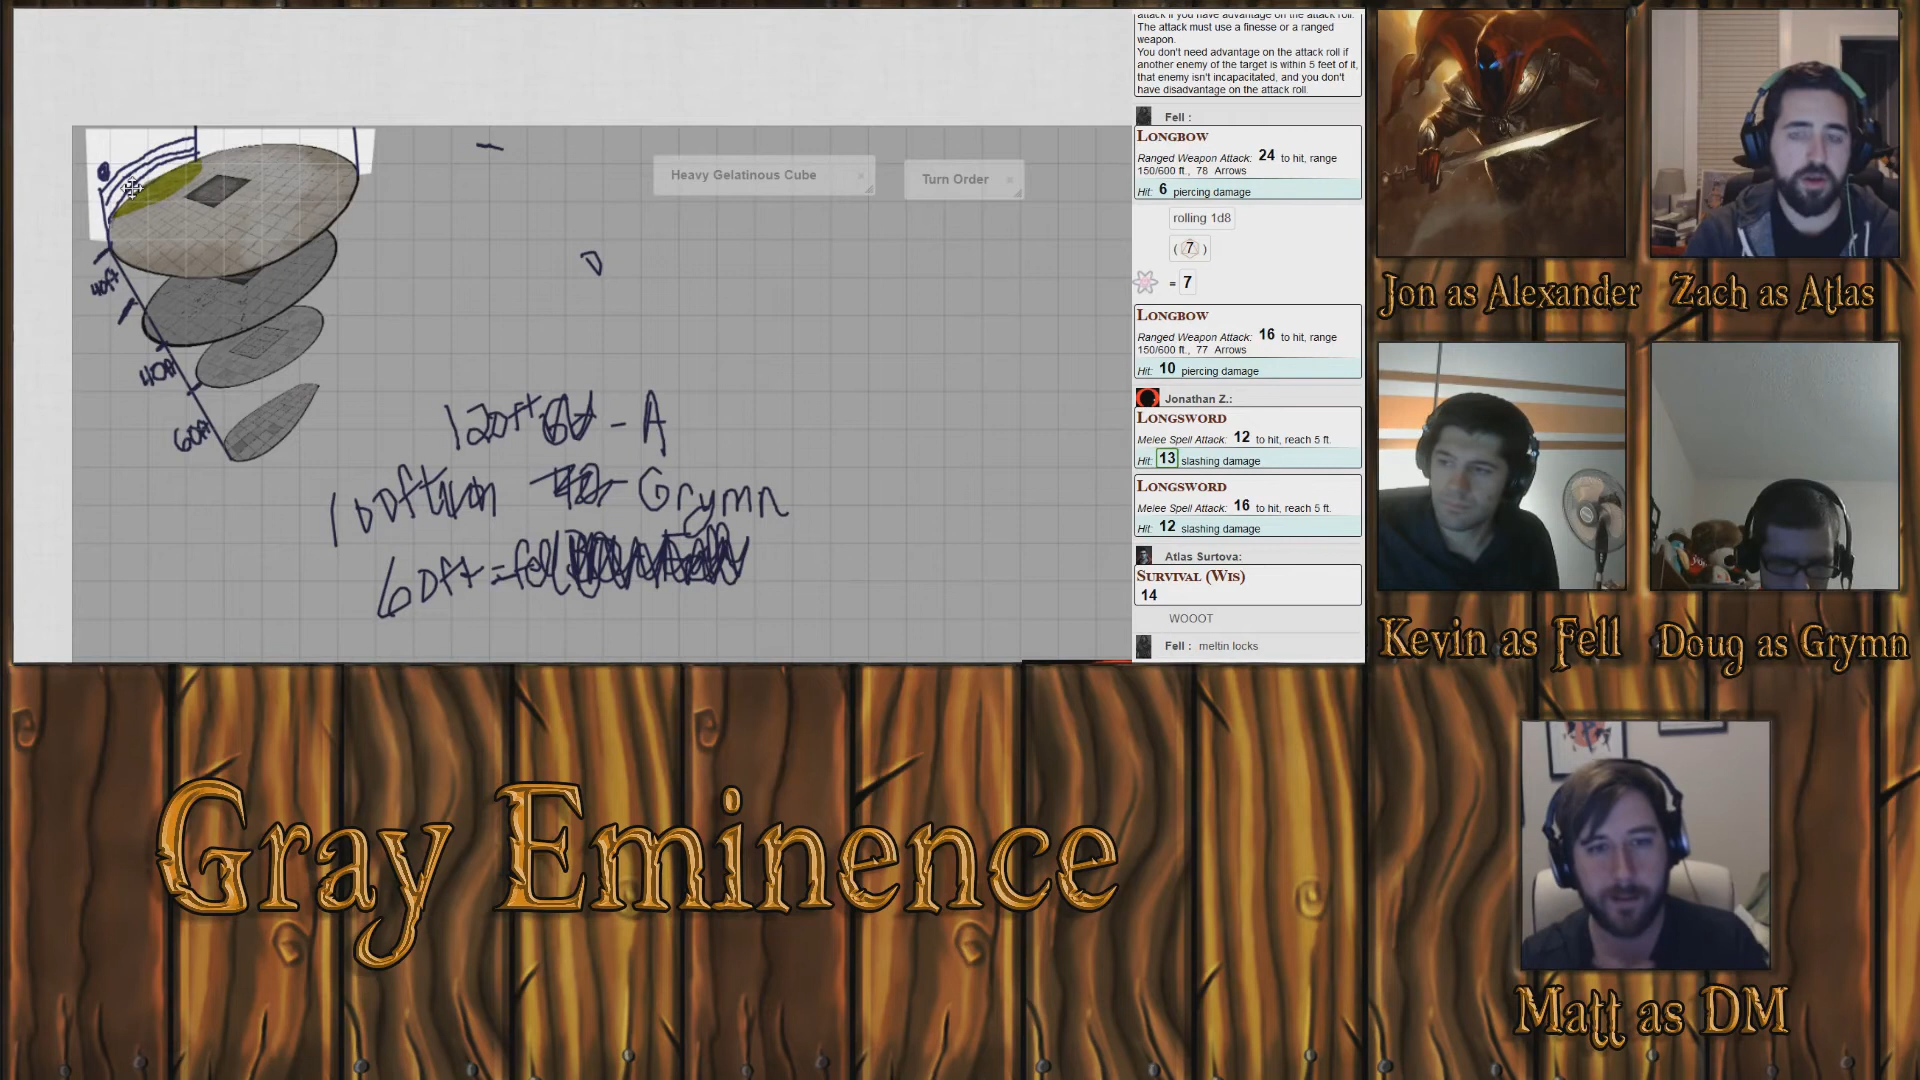 attack if you have advantage on the attack roll.
The attack must use a finesse or a ranged
weapon.
You don't need advantage on the attack roll if
another enemy of the target is within 5 feet of it,
that enemy isn't incapacitated, and you don't
have disadvantage on the attack roll.
Fell :
LONGBOW
Ranged Weapon Attack: 24 to hit, range
150/600 ft., 78 Arrows
Hit: 6 piercing damage
rolling 1d8
(7)
= 7
LONGBOW
Ranged Weapon Attack: 16 to hit, range
150/600 ft., 77 Arrows
Hit: 10 piercing damage
Jonathan Z.:
LONGSWORD
Melee Spell Attack: 12 to hit, reach 5 ft.
Hit: 13 slashing damage
LONGSWORD
Melee Spell Attack: 16 to hit, reach 5 ft.
Hit: 12 slashing damage
Atlas Surtova:
SURVIVAL (WIS)
14
WOOOT
Fell : meltin locks
Heavy Gelatinous Cube
Turn Order
40ft
40ft
60ft
120ft - A
100ft Grymn
60ft = fell
Jon as Alexander
Zach as Atlas
Kevin as Fell
Doug as Grymn
Matt as DM
Gray Eminence